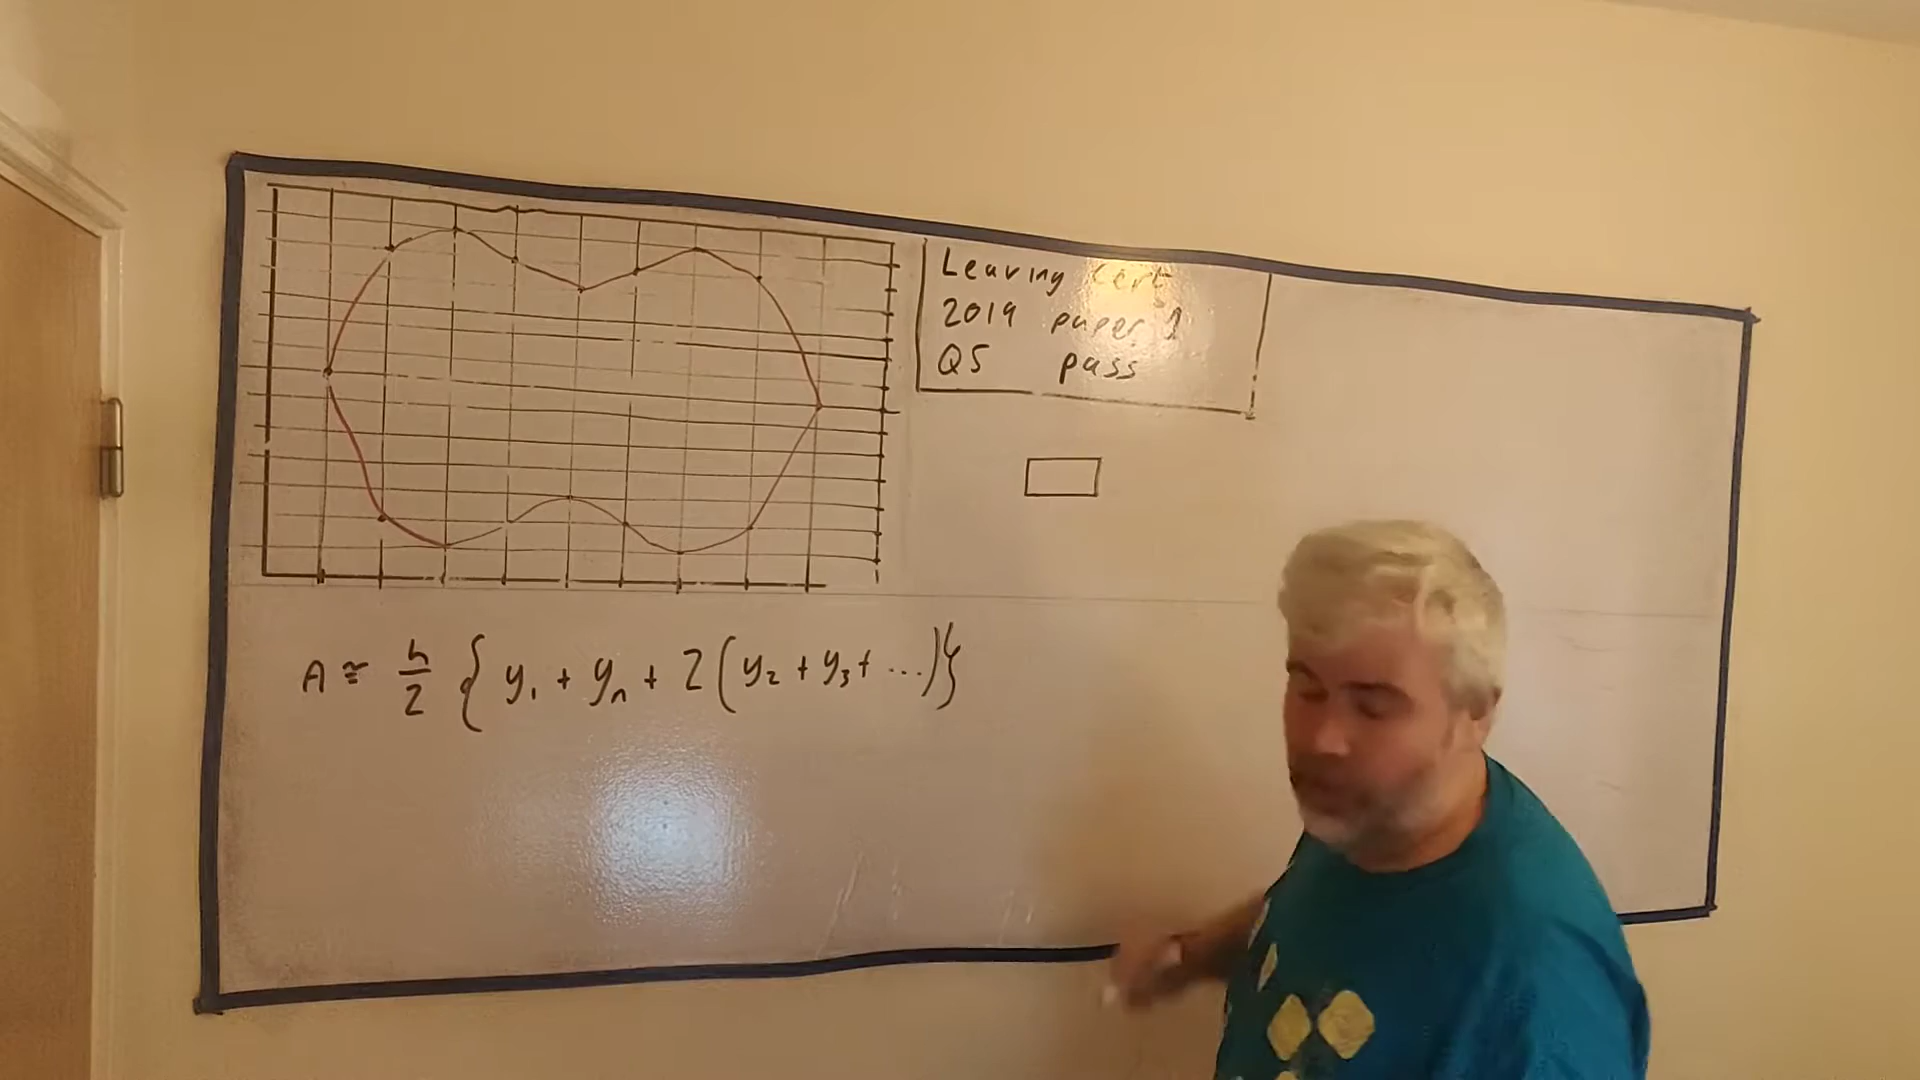 Leaving Cert
2019 paper 1
Q5 pass
A ≅ h/2 { y₁ + yₙ + 2 ( y₂ + y₃ + ... ) }